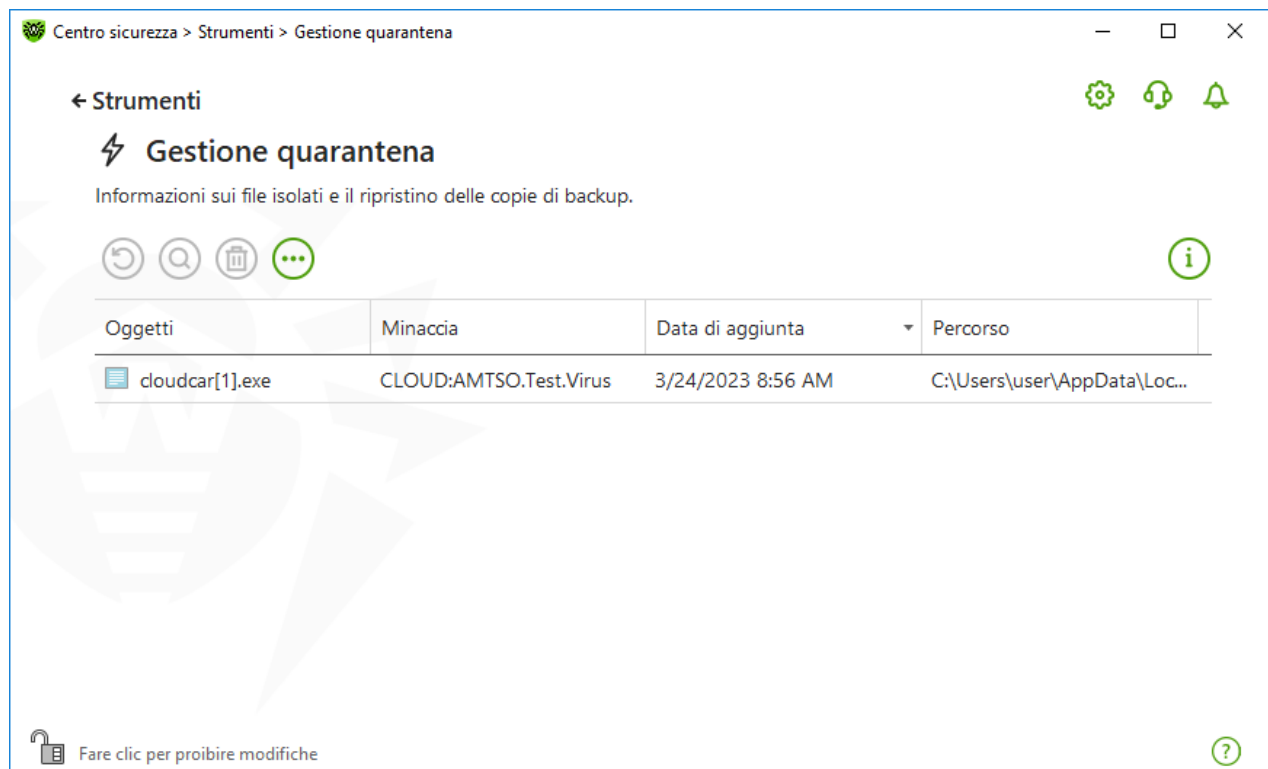 Centro sicurezza > Strumenti > Gestione quarantena
Strumenti
Gestione quarantena
Informazioni sui file isolati e il ripristino delle copie di backup.
Oggetti Minaccia Data di aggiunta Percorso
cloudcar[1].exe CLOUD:AMTSO.Test.Virus 3/24/2023 8:56 AM C:\Users\user\AppData\Loc...
Fare clic per proibire modifiche